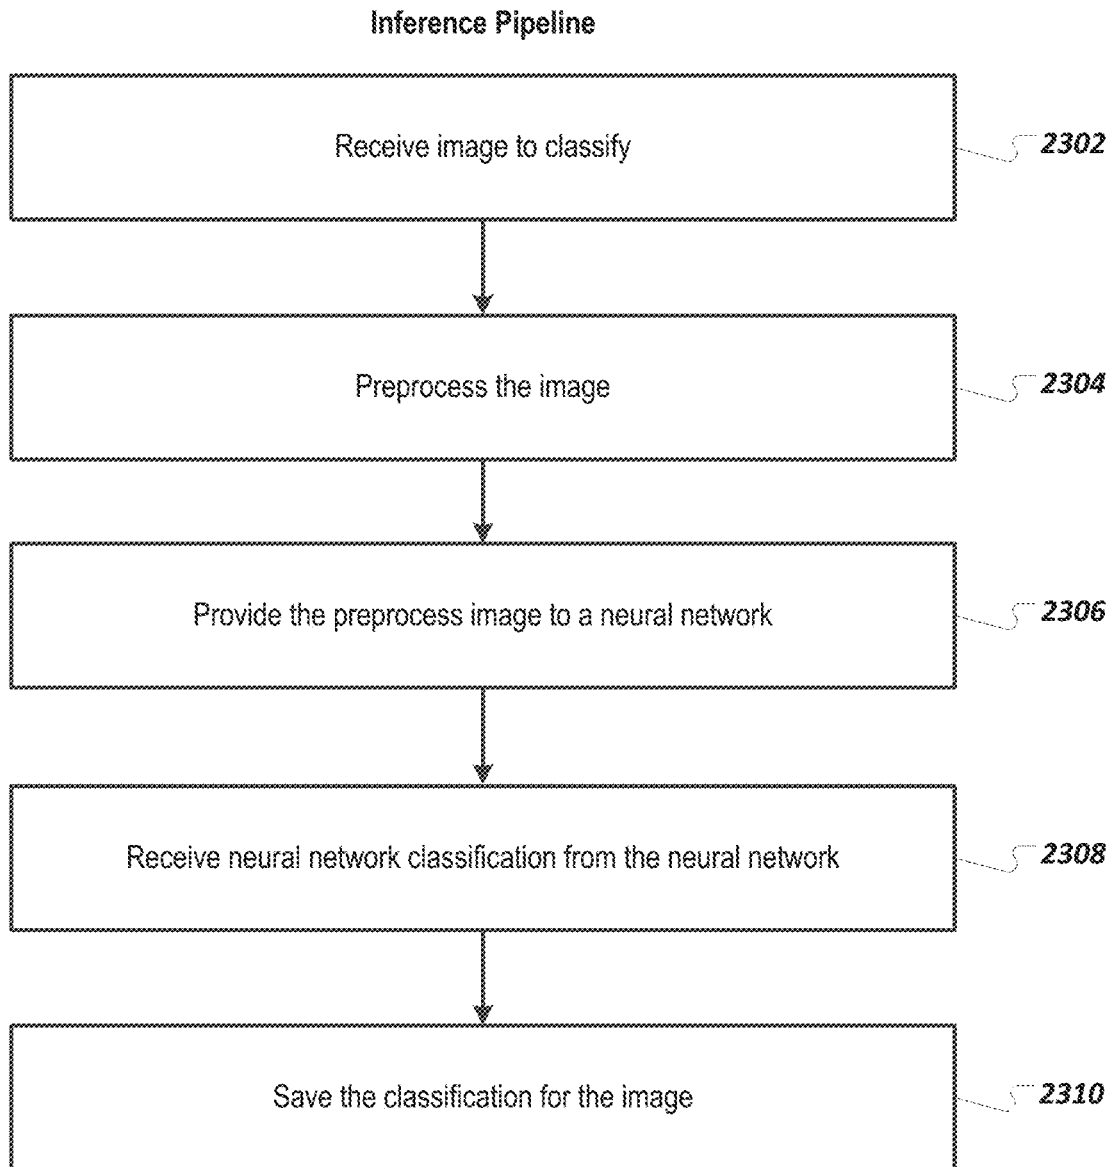 Inference Pipeline
Receive image to classify
2302
Preprocess the image
2304
Provide the preprocess image to a neural network
2306
Receive neural network classification from the neural network
2308
Save the classification for the image
2310